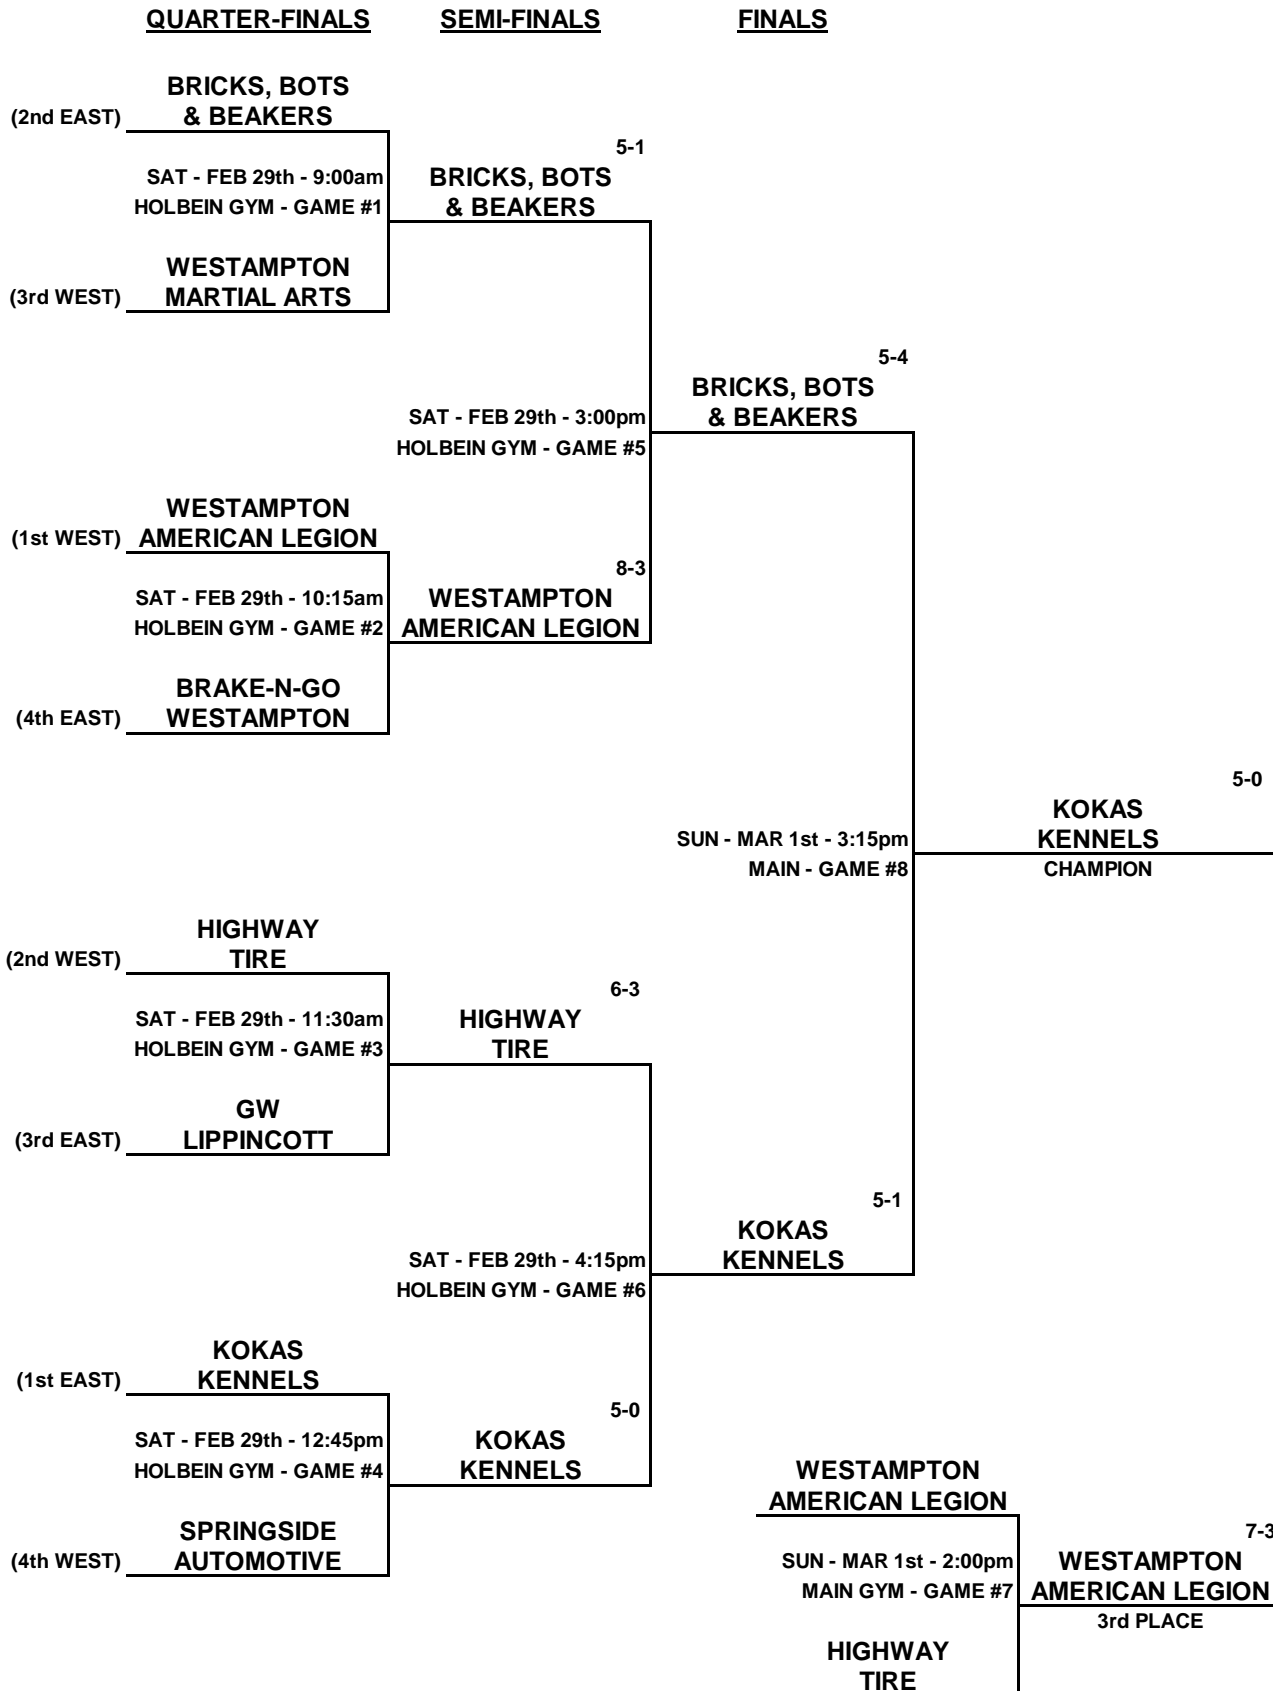 QUARTER-FINALS SEMI-FINALS FINALS
BRICKS, BOTS
(2nd EAST) & BEAKERS
5-1
SAT - FEB 29th - 9:00am BRICKS, BOTS
HOLBEIN GYM - GAME #1 & BEAKERS
WESTAMPTON
(3rd WEST) MARTIAL ARTS
5-4
BRICKS, BOTS
SAT - FEB 29th - 3:00pm & BEAKERS
HOLBEIN GYM - GAME #5
WESTAMPTON
(1st WEST) AMERICAN LEGION
8-3
SAT - FEB 29th - 10:15am WESTAMPTON
HOLBEIN GYM - GAME #2 AMERICAN LEGION
BRAKE-N-GO
(4th EAST) WESTAMPTON
5-0
KOKAS
SUN - MAR 1st - 3:15pm KENNELS
MAIN - GAME #8 CHAMPION
HIGHWAY
(2nd WEST) TIRE
6-3
SAT - FEB 29th - 11:30am HIGHWAY
HOLBEIN GYM - GAME #3 TIRE
GW
(3rd EAST) LIPPINCOTT
5-1
KOKAS
SAT - FEB 29th - 4:15pm KENNELS
HOLBEIN GYM - GAME #6
KOKAS
(1st EAST) KENNELS
5-0
SAT - FEB 29th - 12:45pm KOKAS
HOLBEIN GYM - GAME #4 KENNELS
WESTAMPTON
AMERICAN LEGION
SPRINGSIDE 7-3
(4th WEST) AUTOMOTIVE
SUN - MAR 1st - 2:00pm WESTAMPTON
MAIN GYM - GAME #7 AMERICAN LEGION
3rd PLACE
HIGHWAY
TIRE